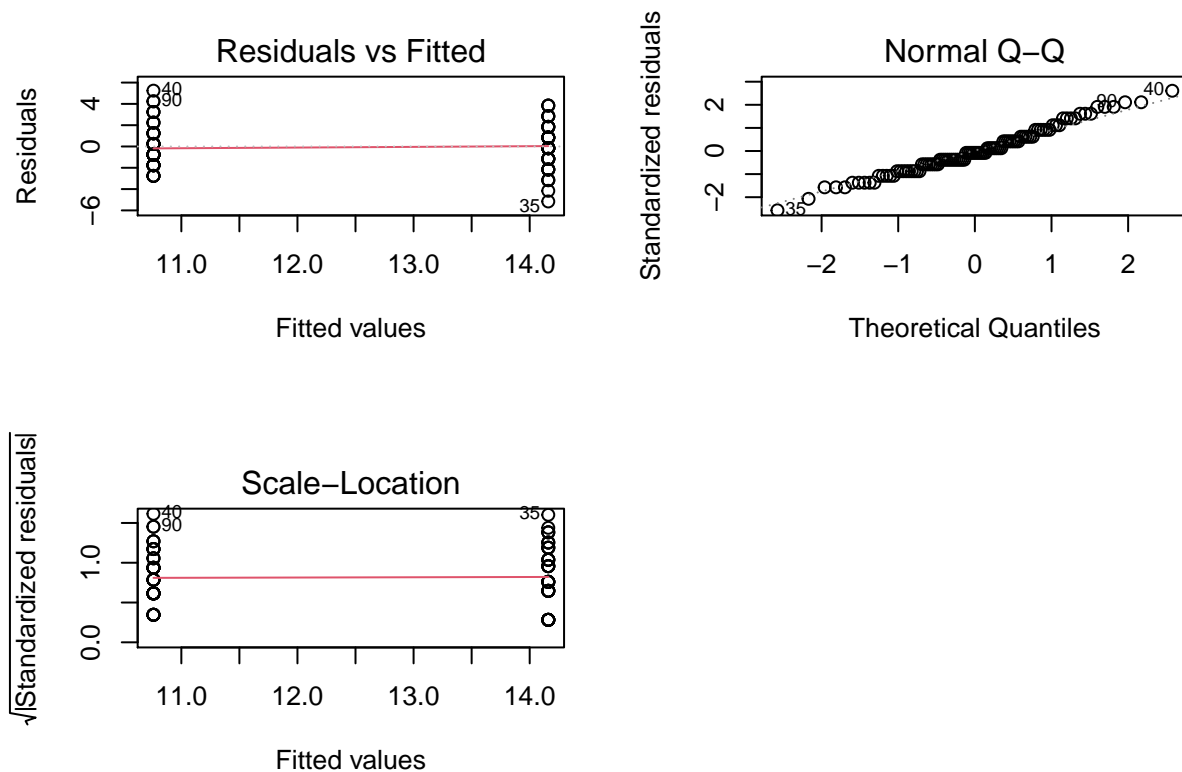 Residuals vs Fitted
Residuals
4
0
−6
40
90
35
11.0 12.0 13.0 14.0
Fitted values
Normal Q−Q
Standardized residuals
2
0
−2
90
40
35
−2 −1 0 1 2
Theoretical Quantiles
Scale−Location
√|Standardized residuals|
1.0
0.0
40
90
35
11.0 12.0 13.0 14.0
Fitted values